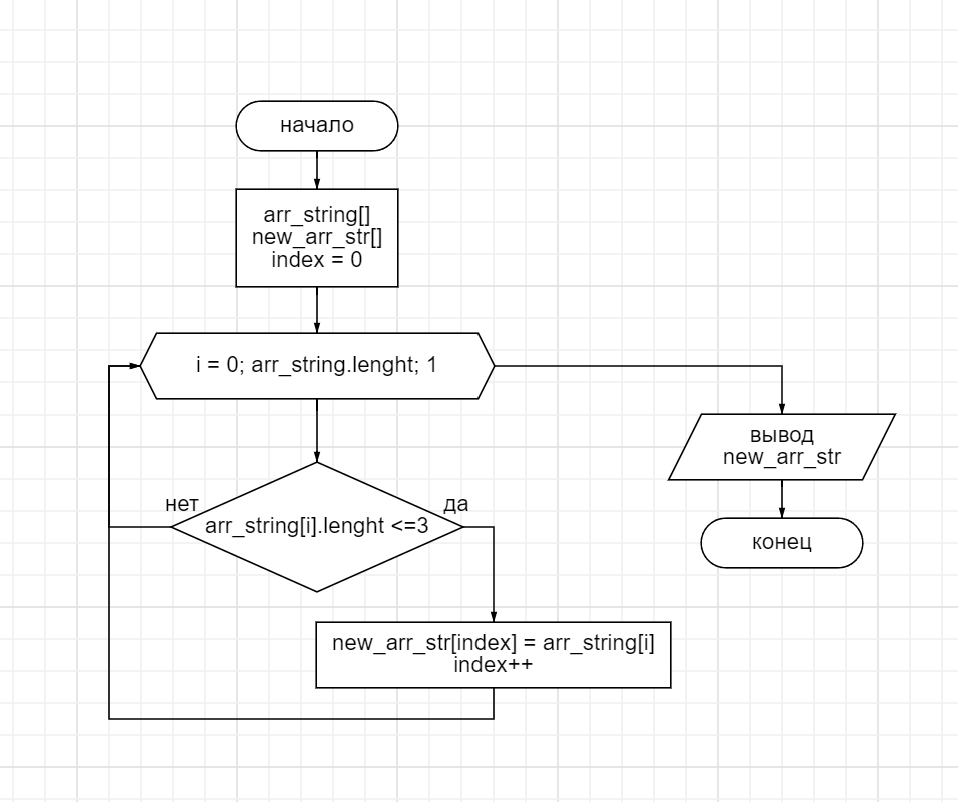 начало
arr_string[]
new_arr_str[]
index = 0
i = 0; arr_string.lenght; 1
вывод
new_arr_str
нет
да
arr_string[i].lenght <=3
конец
new_arr_str[index] = arr_string[i]
index++